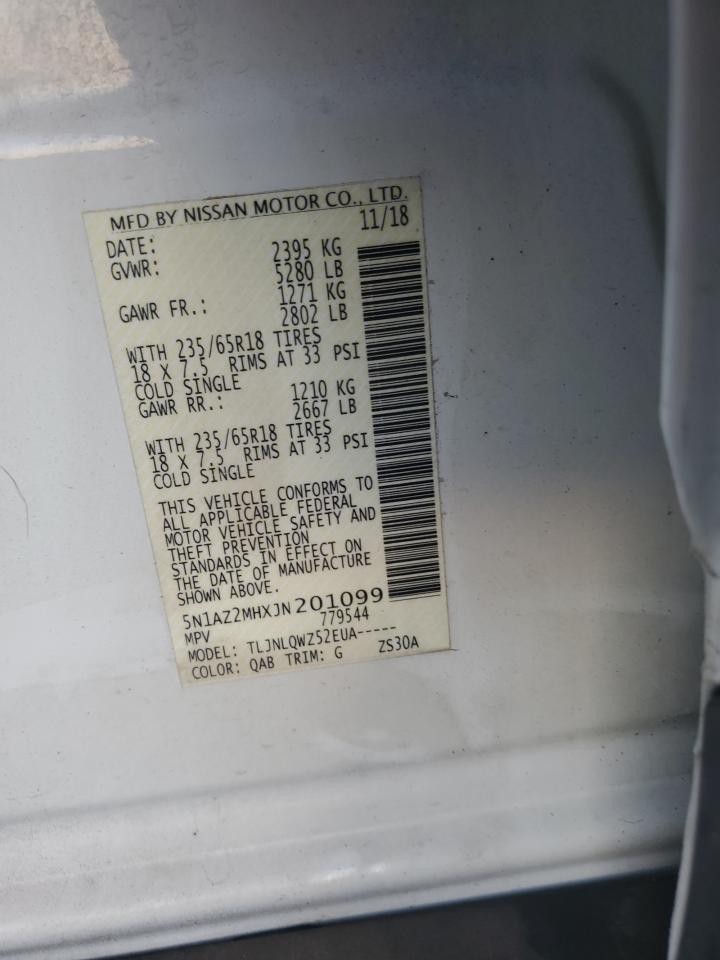 MFD BY NISSAN MOTOR CO., LTD.
DATE: 11/18
GVWR: 2395 KG
5280 LB
GAWR FR.: 1271 KG
2802 LB
WITH 235/65R18 TIRES
18 X 7.5 RIMS AT 33 PSI
COLD SINGLE
GAWR RR.: 1210 KG
2667 LB
WITH 235/65R18 TIRES
18 X 7.5 RIMS AT 33 PSI
COLD SINGLE
THIS VEHICLE CONFORMS TO
ALL APPLICABLE FEDERAL
MOTOR VEHICLE SAFETY AND
THEFT PREVENTION
STANDARDS IN EFFECT ON
THE DATE OF MANUFACTURE
SHOWN ABOVE.
5N1AZ2MHXJN201099
MPV 779544
MODEL: TLJNLQWZ52EUA-----
COLOR: QAB TRIM: G ZS30A